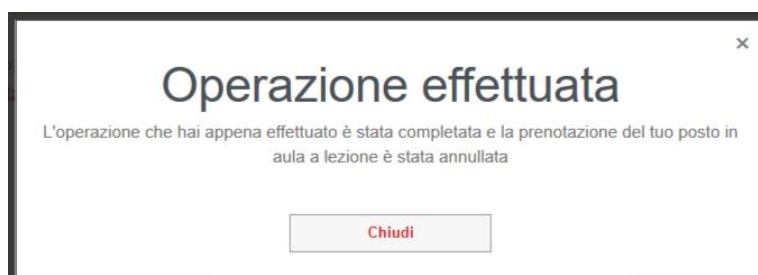 ×
Operazione effettuata
L'operazione che hai appena effettuato è stata completata e la prenotazione del tuo posto in
aula a lezione è stata annullata
Chiudi